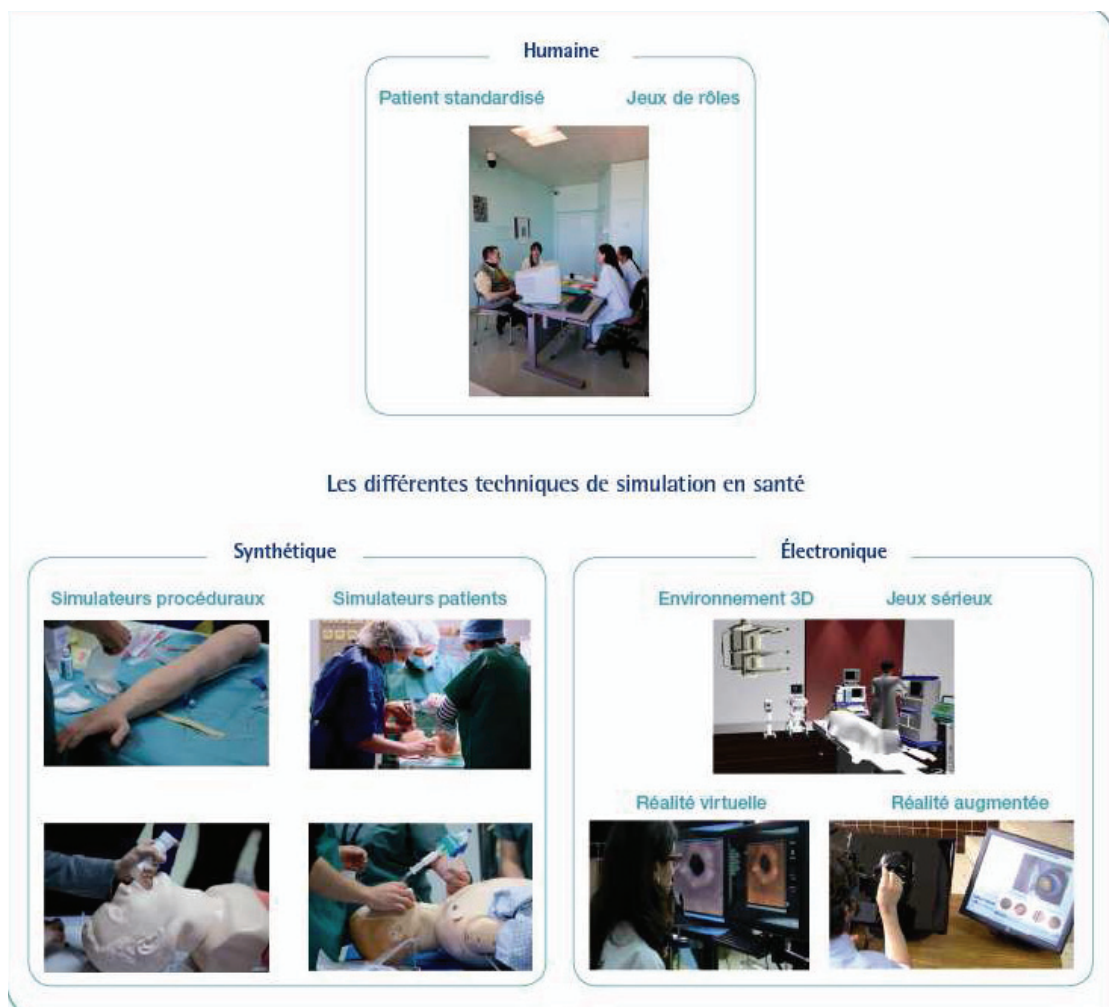 Humaine
Patient standardisé Jeux de rôles
Les différentes techniques de simulation en santé
Synthétique
Simulateurs procéduraux Simulateurs patients
Électronique
Environnement 3D Jeux sérieux
Réalité virtuelle Réalité augmentée